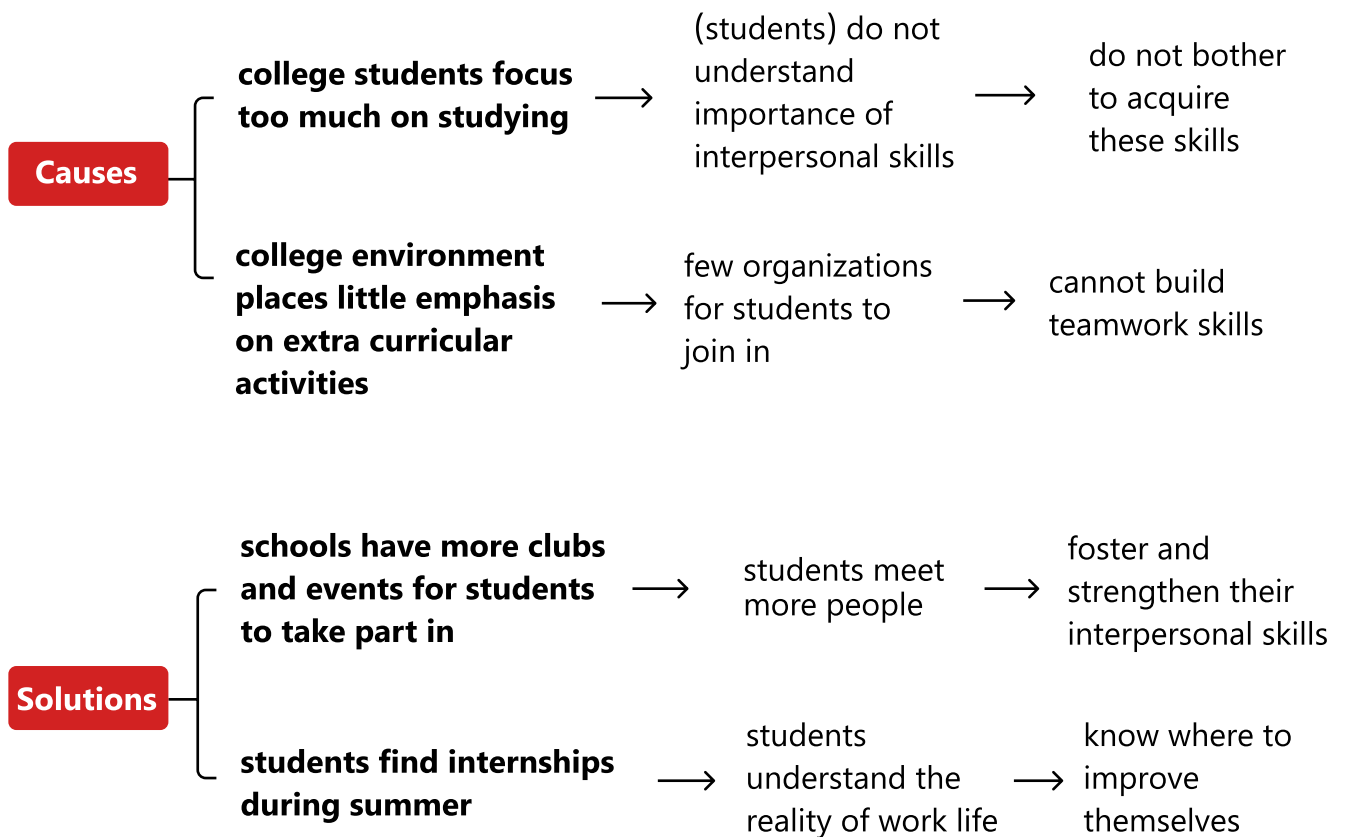 Causes
college students focus
too much on studying
(students) do not
understand
importance of
interpersonal skills
do not bother
to acquire
these skills
college environment
places little emphasis
on extra curricular
activities
few organizations
for students to
join in
cannot build
teamwork skills
Solutions
schools have more clubs
and events for students
to take part in
students meet
more people
foster and
strengthen their
interpersonal skills
students find internships
during summer
students
understand the
reality of work life
know where to
improve
themselves